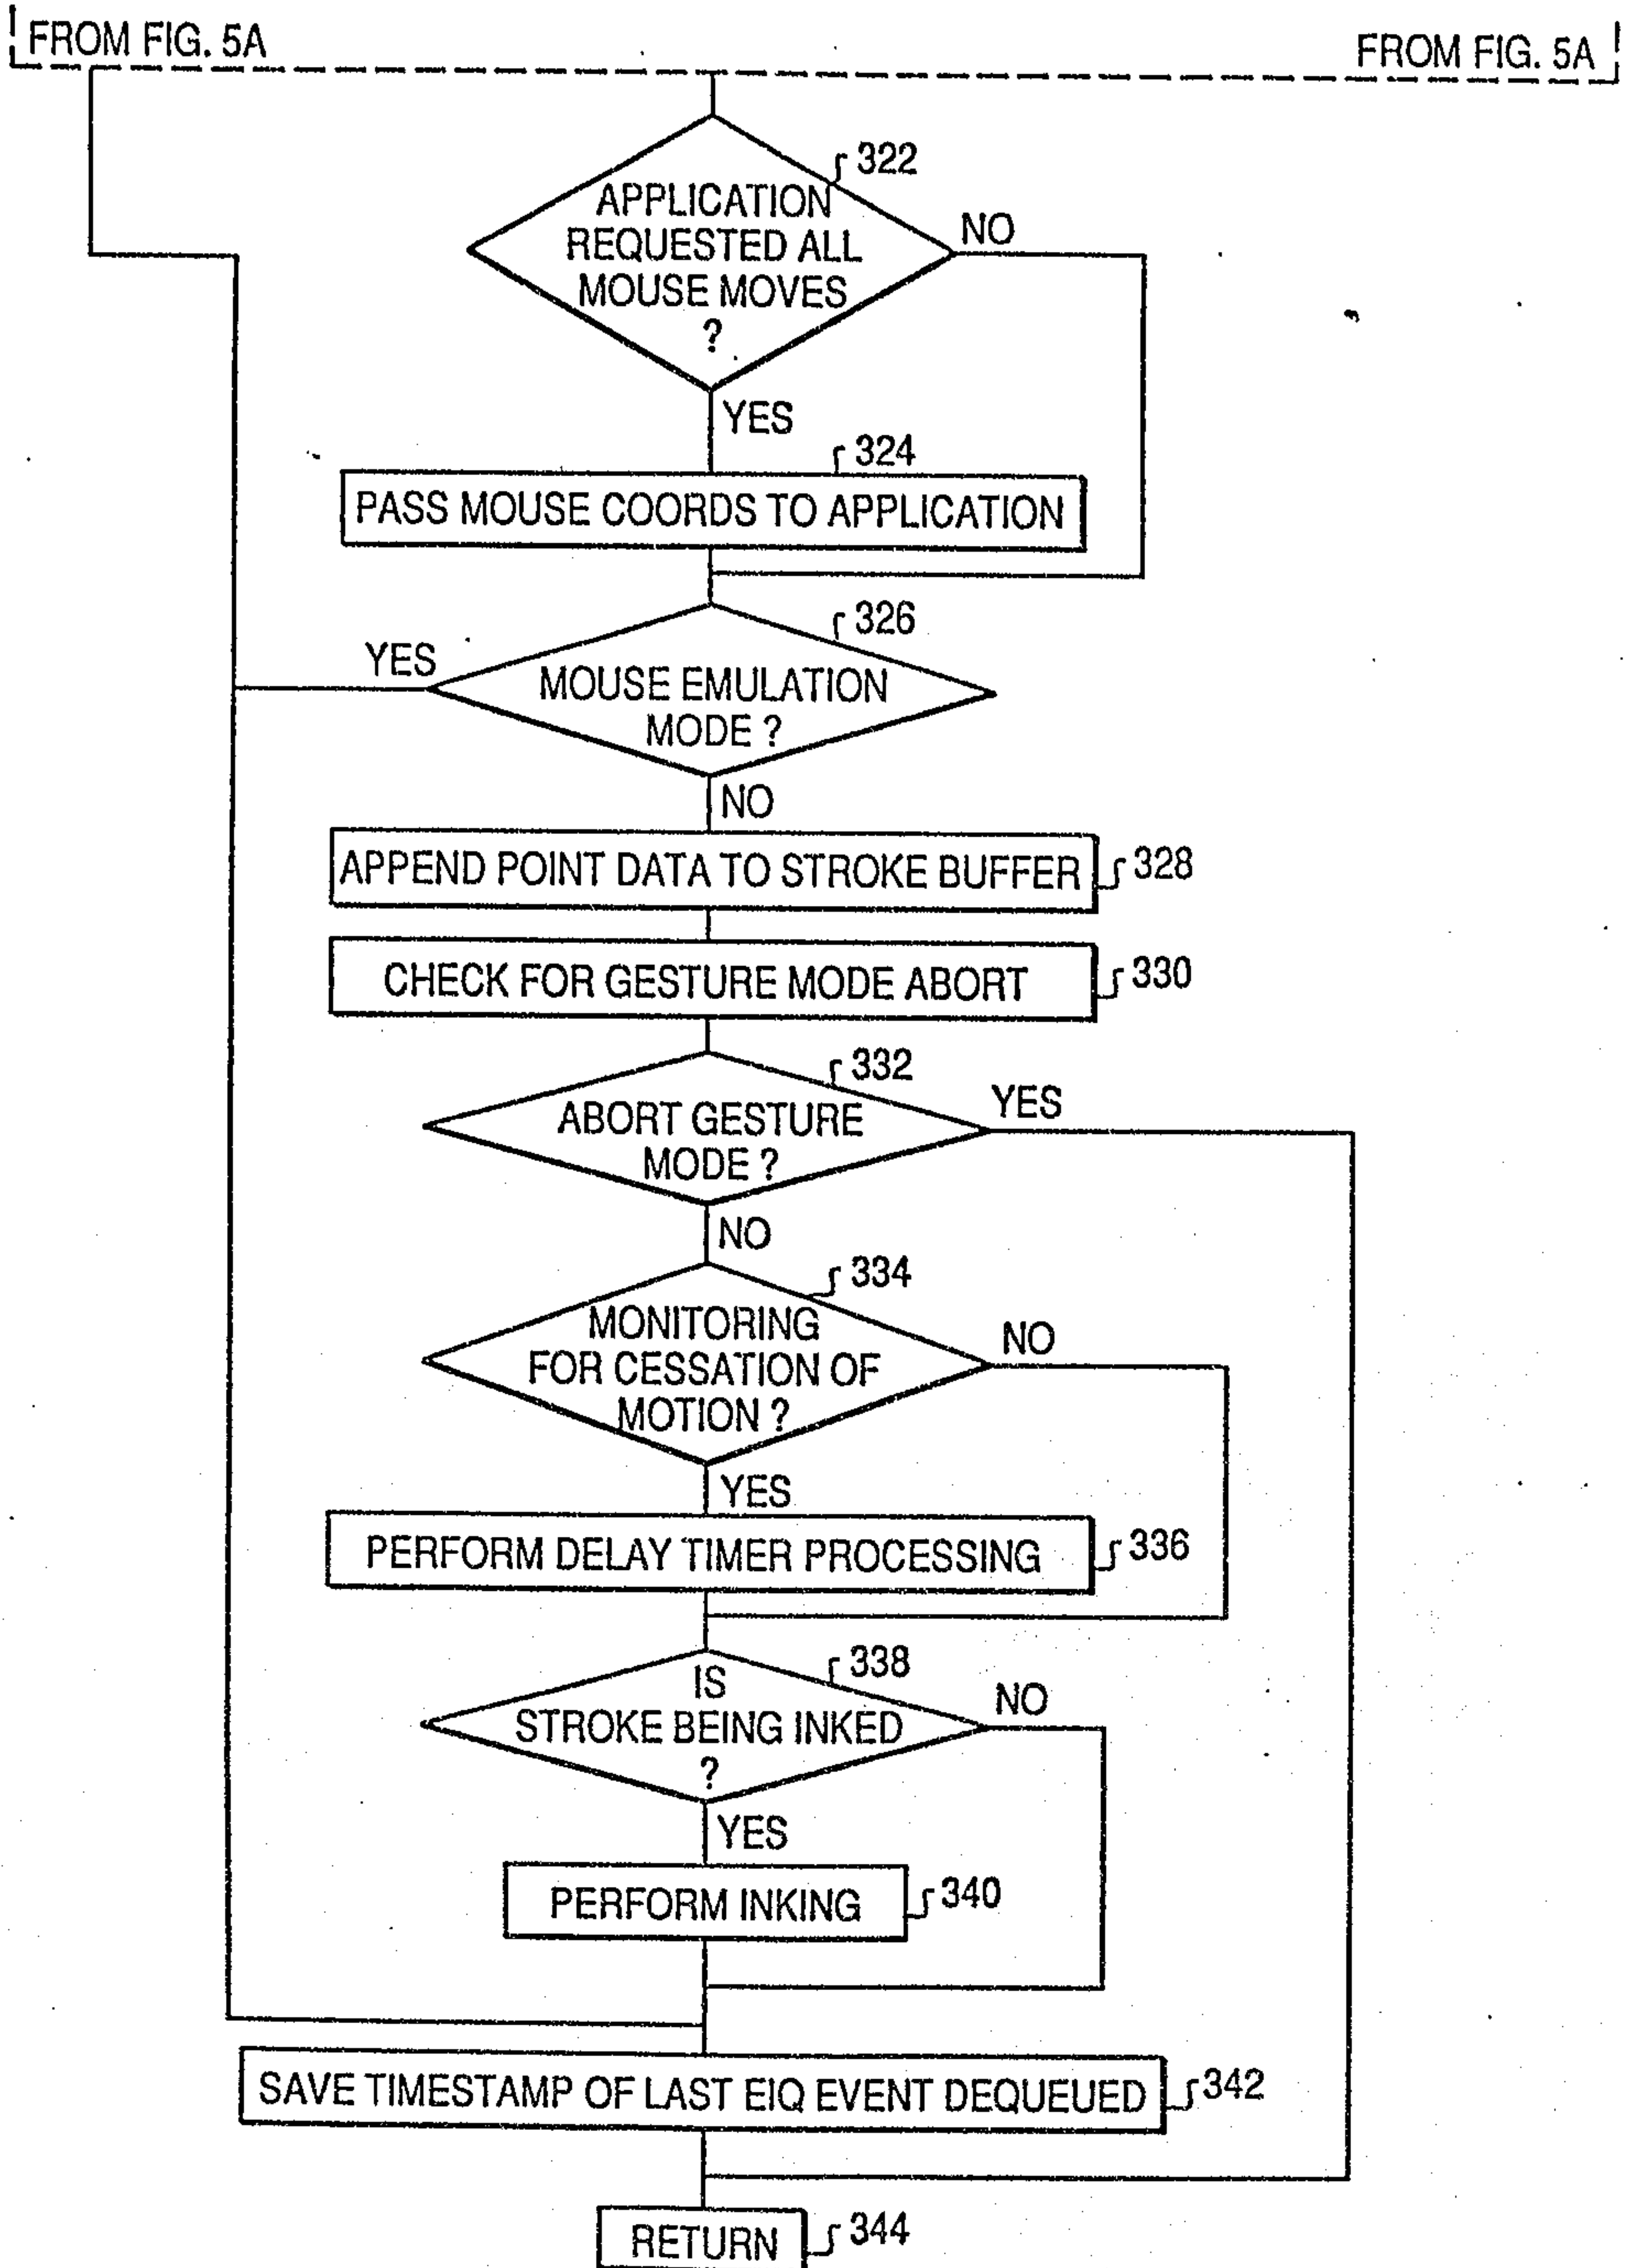 FROM FIG. 5A
FROM FIG. 5A
322
APPLICATION
REQUESTED ALL
MOUSE MOVES
?
NO
YES
324
PASS MOUSE COORDS TO APPLICATION
326
YES
MOUSE EMULATION
MODE ?
NO
APPEND POINT DATA TO STROKE BUFFER
328
CHECK FOR GESTURE MODE ABORT
330
332
YES
ABORT GESTURE
MODE ?
NO
334
MONITORING
FOR CESSATION OF
MOTION ?
NO
YES
PERFORM DELAY TIMER PROCESSING
336
338
IS
STROKE BEING INKED
?
NO
YES
PERFORM INKING
340
SAVE TIMESTAMP OF LAST EIQ EVENT DEQUEUED
342
RETURN
344